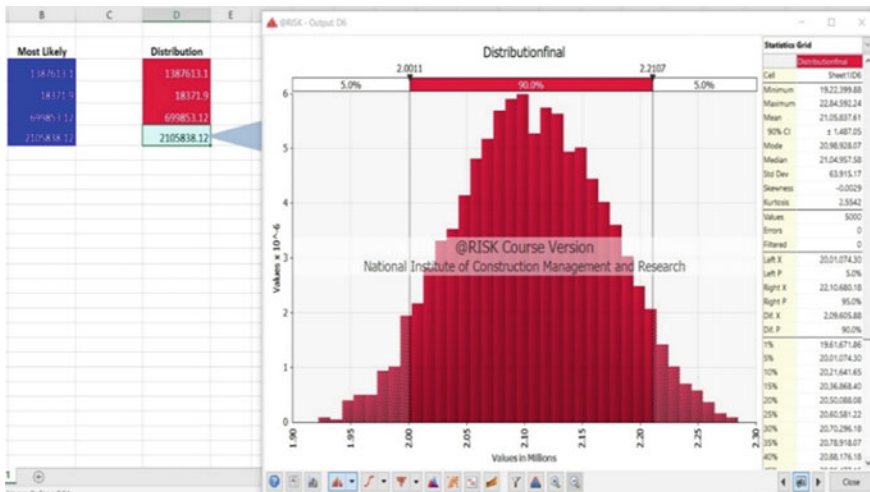 @RISK - Output: D6
B C D E
Most Likely Distribution
1387613.1 1387613.1
18371.9 18371.9
699853.12 699853.12
2105838.12 2105838.12
Distributionfinal
2.0011 2.2107
5.0% 90.0% 5.0%
6
5
4
3
2
1
0
Values x 10^-6
@RISK Course Version
National Institute of Construction Management and Research
1.90 1.95 2.00 2.05 2.10 2.15 2.20 2.25 2.30
Values in Millions
Statistics Grid
Distributionfinal
Cell Sheet1!D6
Minimum 19,22,399.88
Maximum 22,84,592.24
Mean 21,05,837.61
90% CI ± 1,487.05
Mode 20,98,928.07
Median 21,04,957.58
Std Dev 63,915.17
Skewness -0.0029
Kurtosis 2.5542
Values 5000
Errors 0
Filtered 0
Left X 20,01,074.30
Left P 5.0%
Right X 22,10,680.18
Right P 95.0%
Dif. X 2,09,605.88
Dif. P 90.0%
1% 19,61,671.86
5% 20,01,074.30
10% 20,21,641.65
15% 20,36,868.40
20% 20,50,088.08
25% 20,60,581.22
30% 20,70,296.18
35% 20,78,918.07
40% 20,88,176.18
Close